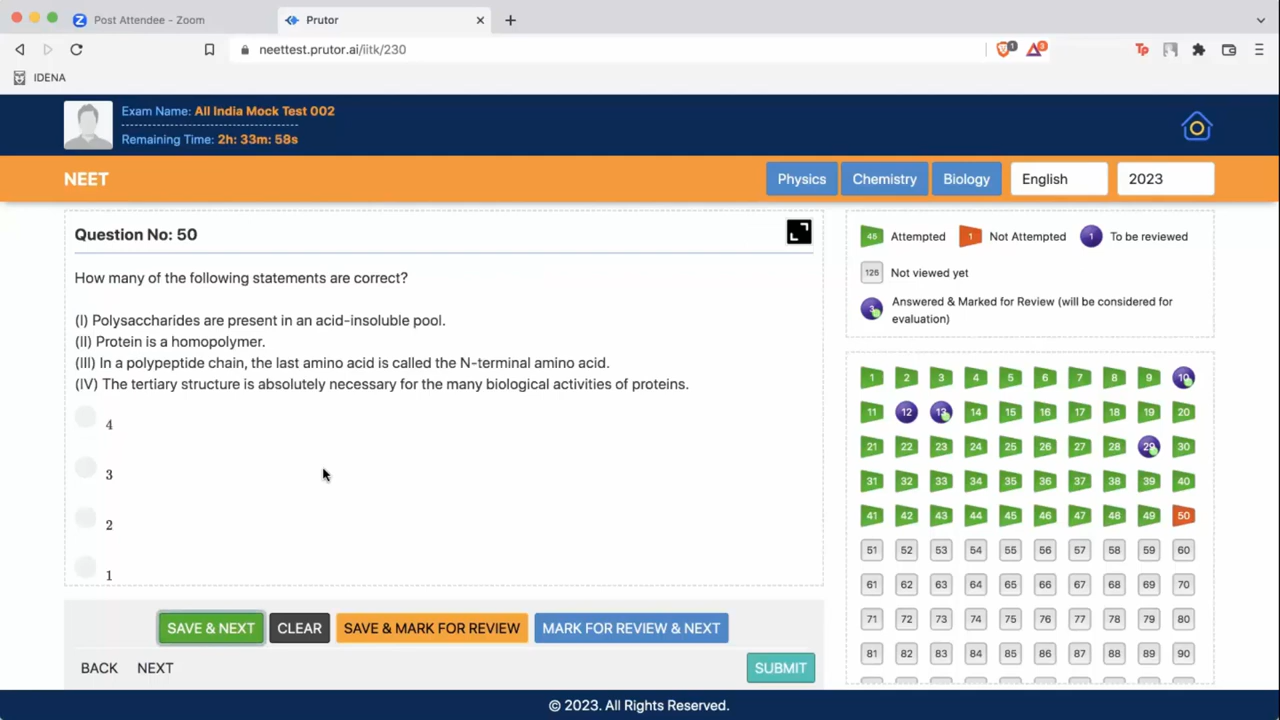 Post Attendee - Zoom
Prutor
neettest.prutor.ai/iitk/230
1
3
Tp
IDENA
Exam Name: All India Mock Test 002
Remaining Time: 2h: 33m: 58s
NEET
Physics
Chemistry
Biology
English
2023
Question No: 50
How many of the following statements are correct?
(I) Polysaccharides are present in an acid-insoluble pool.
(II) Protein is a homopolymer.
(III) In a polypeptide chain, the last amino acid is called the N-terminal amino acid.
(IV) The tertiary structure is absolutely necessary for the many biological activities of proteins.
4
3
2
1
SAVE & NEXT
CLEAR
SAVE & MARK FOR REVIEW
MARK FOR REVIEW & NEXT
BACK
NEXT
SUBMIT
Attempted
1 Not Attempted
1 To be reviewed
126 Not viewed yet
3 Answered & Marked for Review (will be considered for
evaluation)
1 2 3 4 5 6 7 8 9 10
11 12 13 14 15 16 17 18 19 20
21 22 23 24 25 26 27 28 29 30
31 32 33 34 35 36 37 38 39 40
41 42 43 44 45 46 47 48 49 50
51 52 53 54 55 56 57 58 59 60
61 62 63 64 65 66 67 68 69 70
71 72 73 74 75 76 77 78 79 80
81 82 83 84 85 86 87 88 89 90
© 2023. All Rights Reserved.